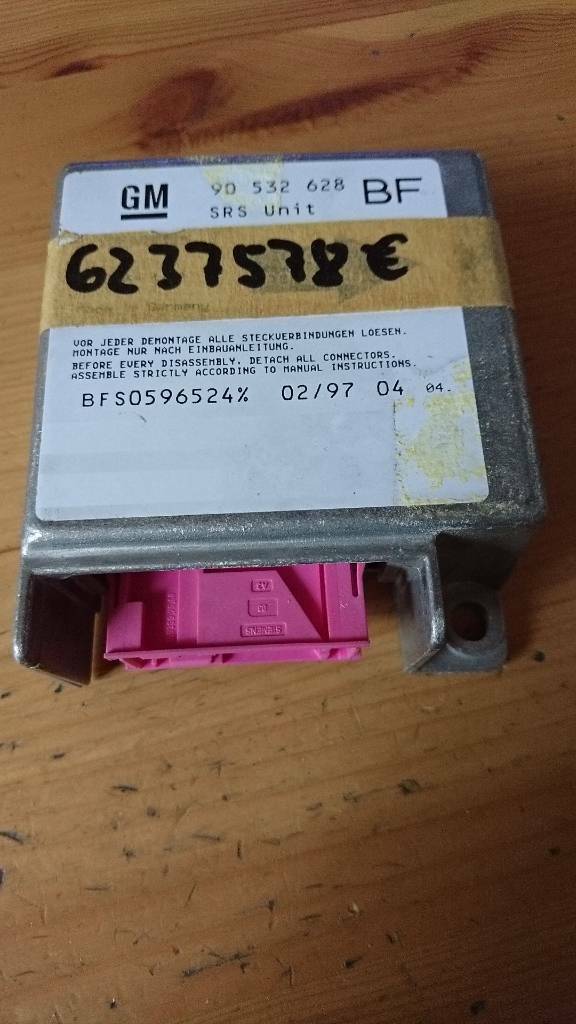 GM 90 532 628 BF
SRS Unit
6237578€
Germany
VOR JEDER DEMONTAGE ALLE STECKVERBINDUNGEN LOESEN.
MONTAGE NUR NACH EINBAUANLEITUNG.
BEFORE EVERY DISASSEMBLY, DETACH ALL CONNECTORS.
ASSEMBLE STRICTLY ACCORDING TO MANUAL INSTRUCTIONS.
BFS0596524% 02/97 04 04.
SIEMENS